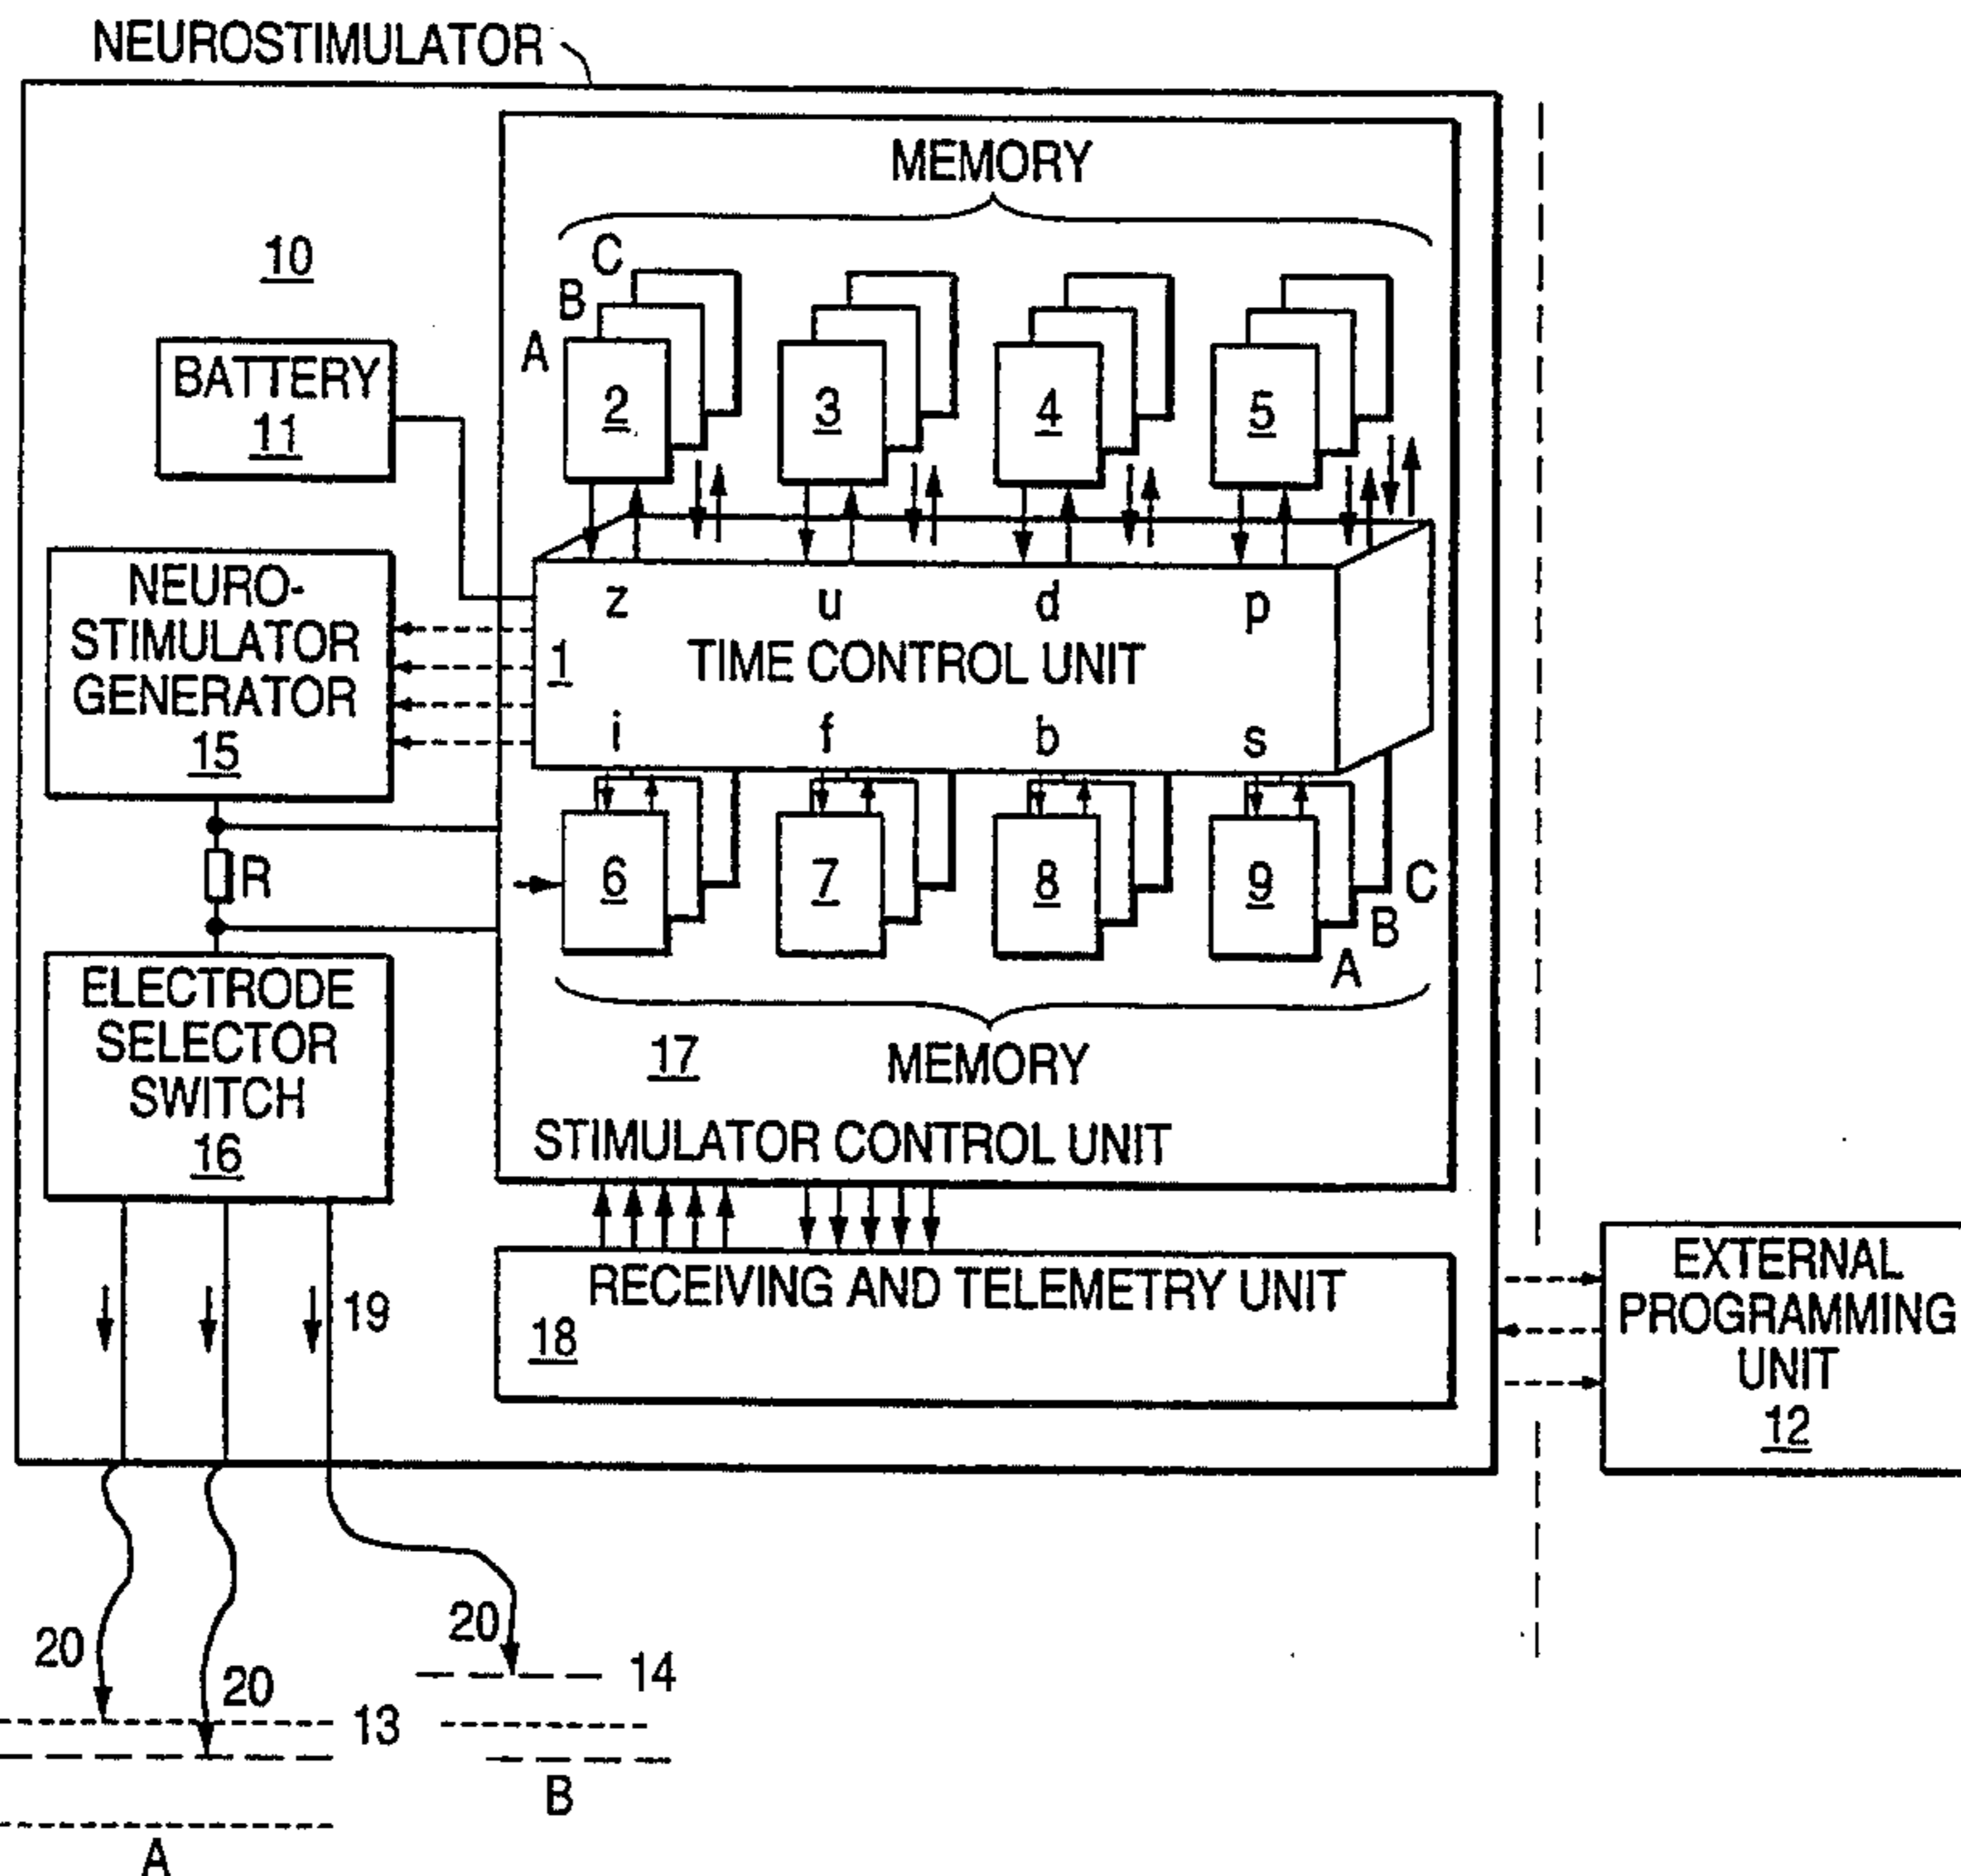 NEUROSTIMULATOR
10
MEMORY
C
B
A
2
3
4
5
BATTERY
11
NEURO-
STIMULATOR
GENERATOR
15
z
u
d
p
1
TIME CONTROL UNIT
i
f
b
s
R
6
7
8
9
C
B
A
ELECTRODE
SELECTOR
SWITCH
16
17
MEMORY
STIMULATOR CONTROL UNIT
RECEIVING AND TELEMETRY UNIT
18
19
EXTERNAL
PROGRAMMING
UNIT
12
20
20
20
14
13
B
A